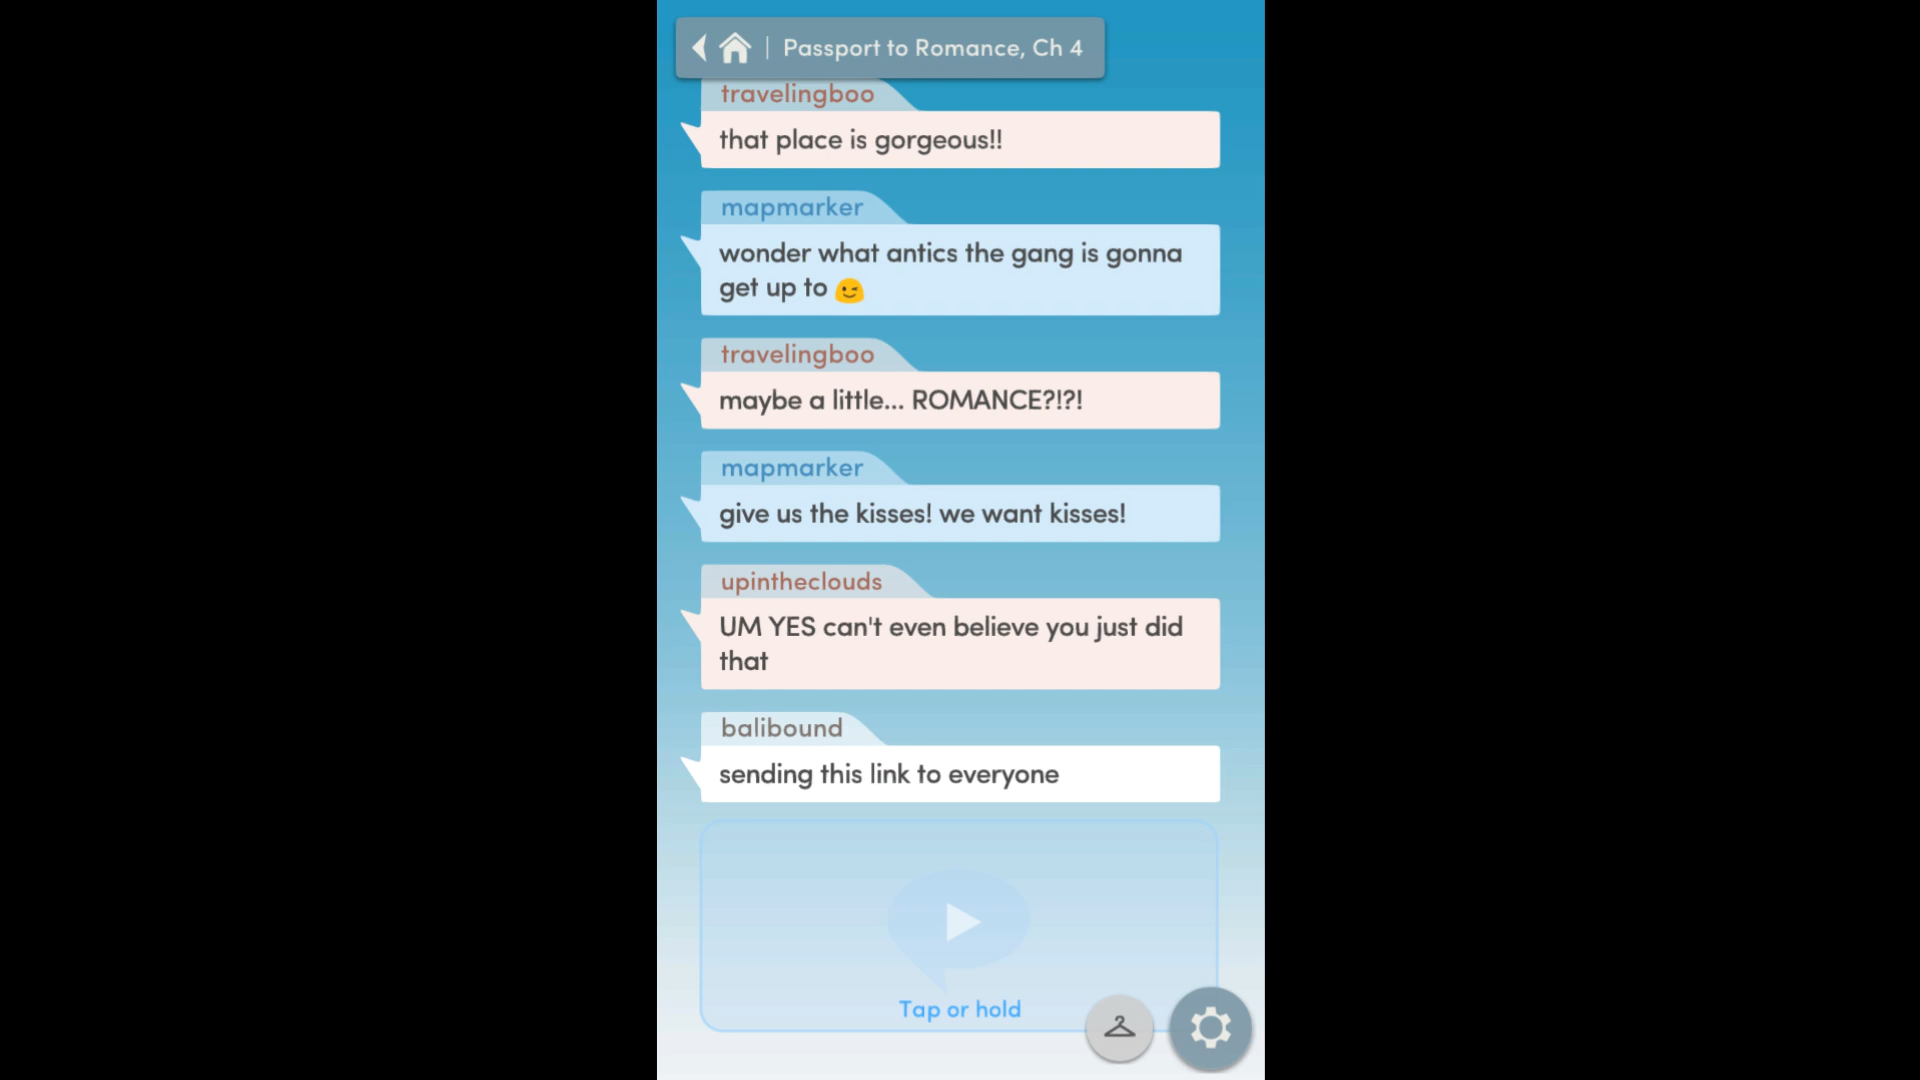 Passport to Romance, Ch 4
travelingboo
that place is gorgeous!!
mapmarker
wonder what antics the gang is gonna
get up to 😉
travelingboo
maybe a little... ROMANCE?!?!
mapmarker
give us the kisses! we want kisses!
upintheclouds
UM YES can't even believe you just did
that
balibound
sending this link to everyone
Tap or hold